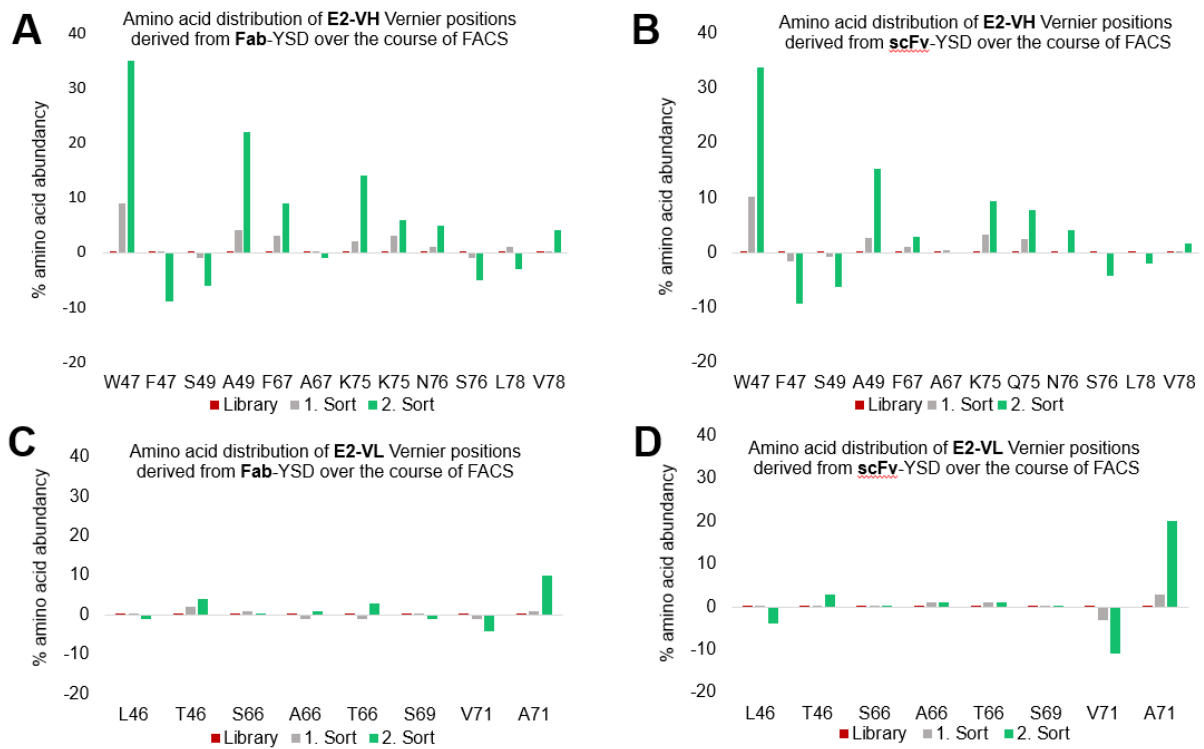 A
Amino acid distribution of E2-VH Vernier positions
derived from Fab-YSD over the course of FACS
% amino acid abundancy
40
30
20
10
0
-10
-20
W47 F47 S49 A49 F67 A67 K75 K75 N76 S76 L78 V78
Library 1. Sort 2. Sort
B
Amino acid distribution of E2-VH Vernier positions
derived from scFv-YSD over the course of FACS
% amino acid abundancy
40
30
20
10
0
-10
-20
W47 F47 S49 A49 F67 A67 K75 Q75 N76 S76 L78 V78
Library 1. Sort 2. Sort
C
Amino acid distribution of E2-VL Vernier positions
derived from Fab-YSD over the course of FACS
% amino acid abundancy
40
30
20
10
0
-10
-20
L46 T46 S66 A66 T66 S69 V71 A71
Library 1. Sort 2. Sort
D
Amino acid distribution of E2-VL Vernier positions
derived from scFv-YSD over the course of FACS
% amino acid abundancy
40
30
20
10
0
-10
-20
L46 T46 S66 A66 T66 S69 V71 A71
Library 1. Sort 2. Sort